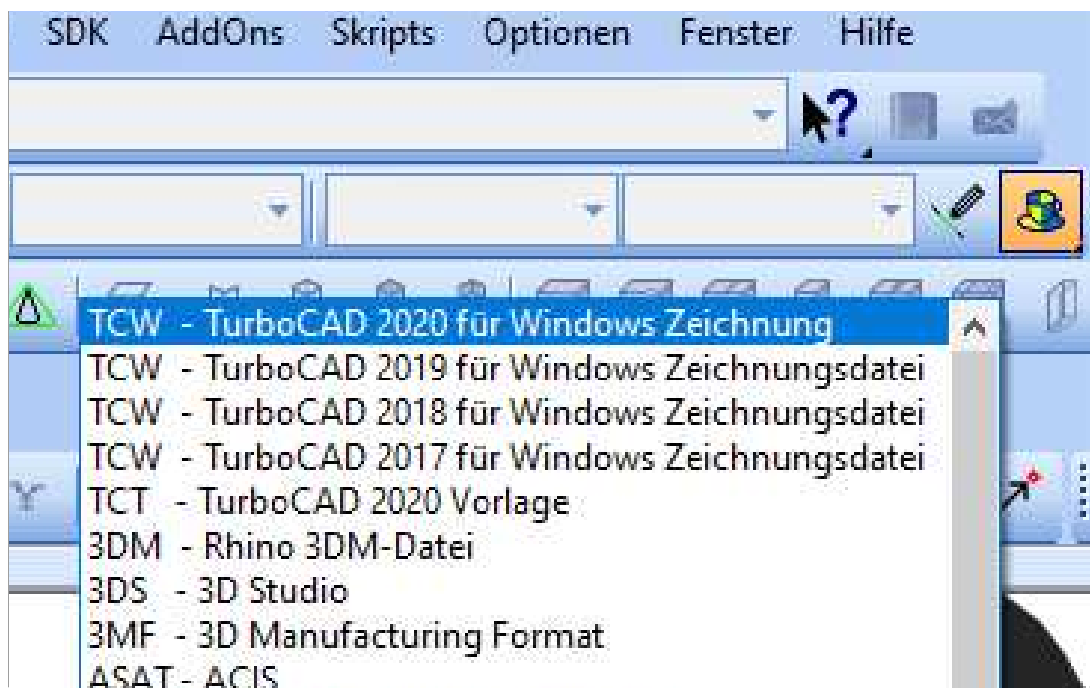 SDK AddOns Skripts Optionen Fenster Hilfe
TCW - TurboCAD 2020 für Windows Zeichnung
TCW - TurboCAD 2019 für Windows Zeichnungsdatei
TCW - TurboCAD 2018 für Windows Zeichnungsdatei
TCW - TurboCAD 2017 für Windows Zeichnungsdatei
TCT - TurboCAD 2020 Vorlage
3DM - Rhino 3DM-Datei
3DS - 3D Studio
3MF - 3D Manufacturing Format
ASAT - ACIS